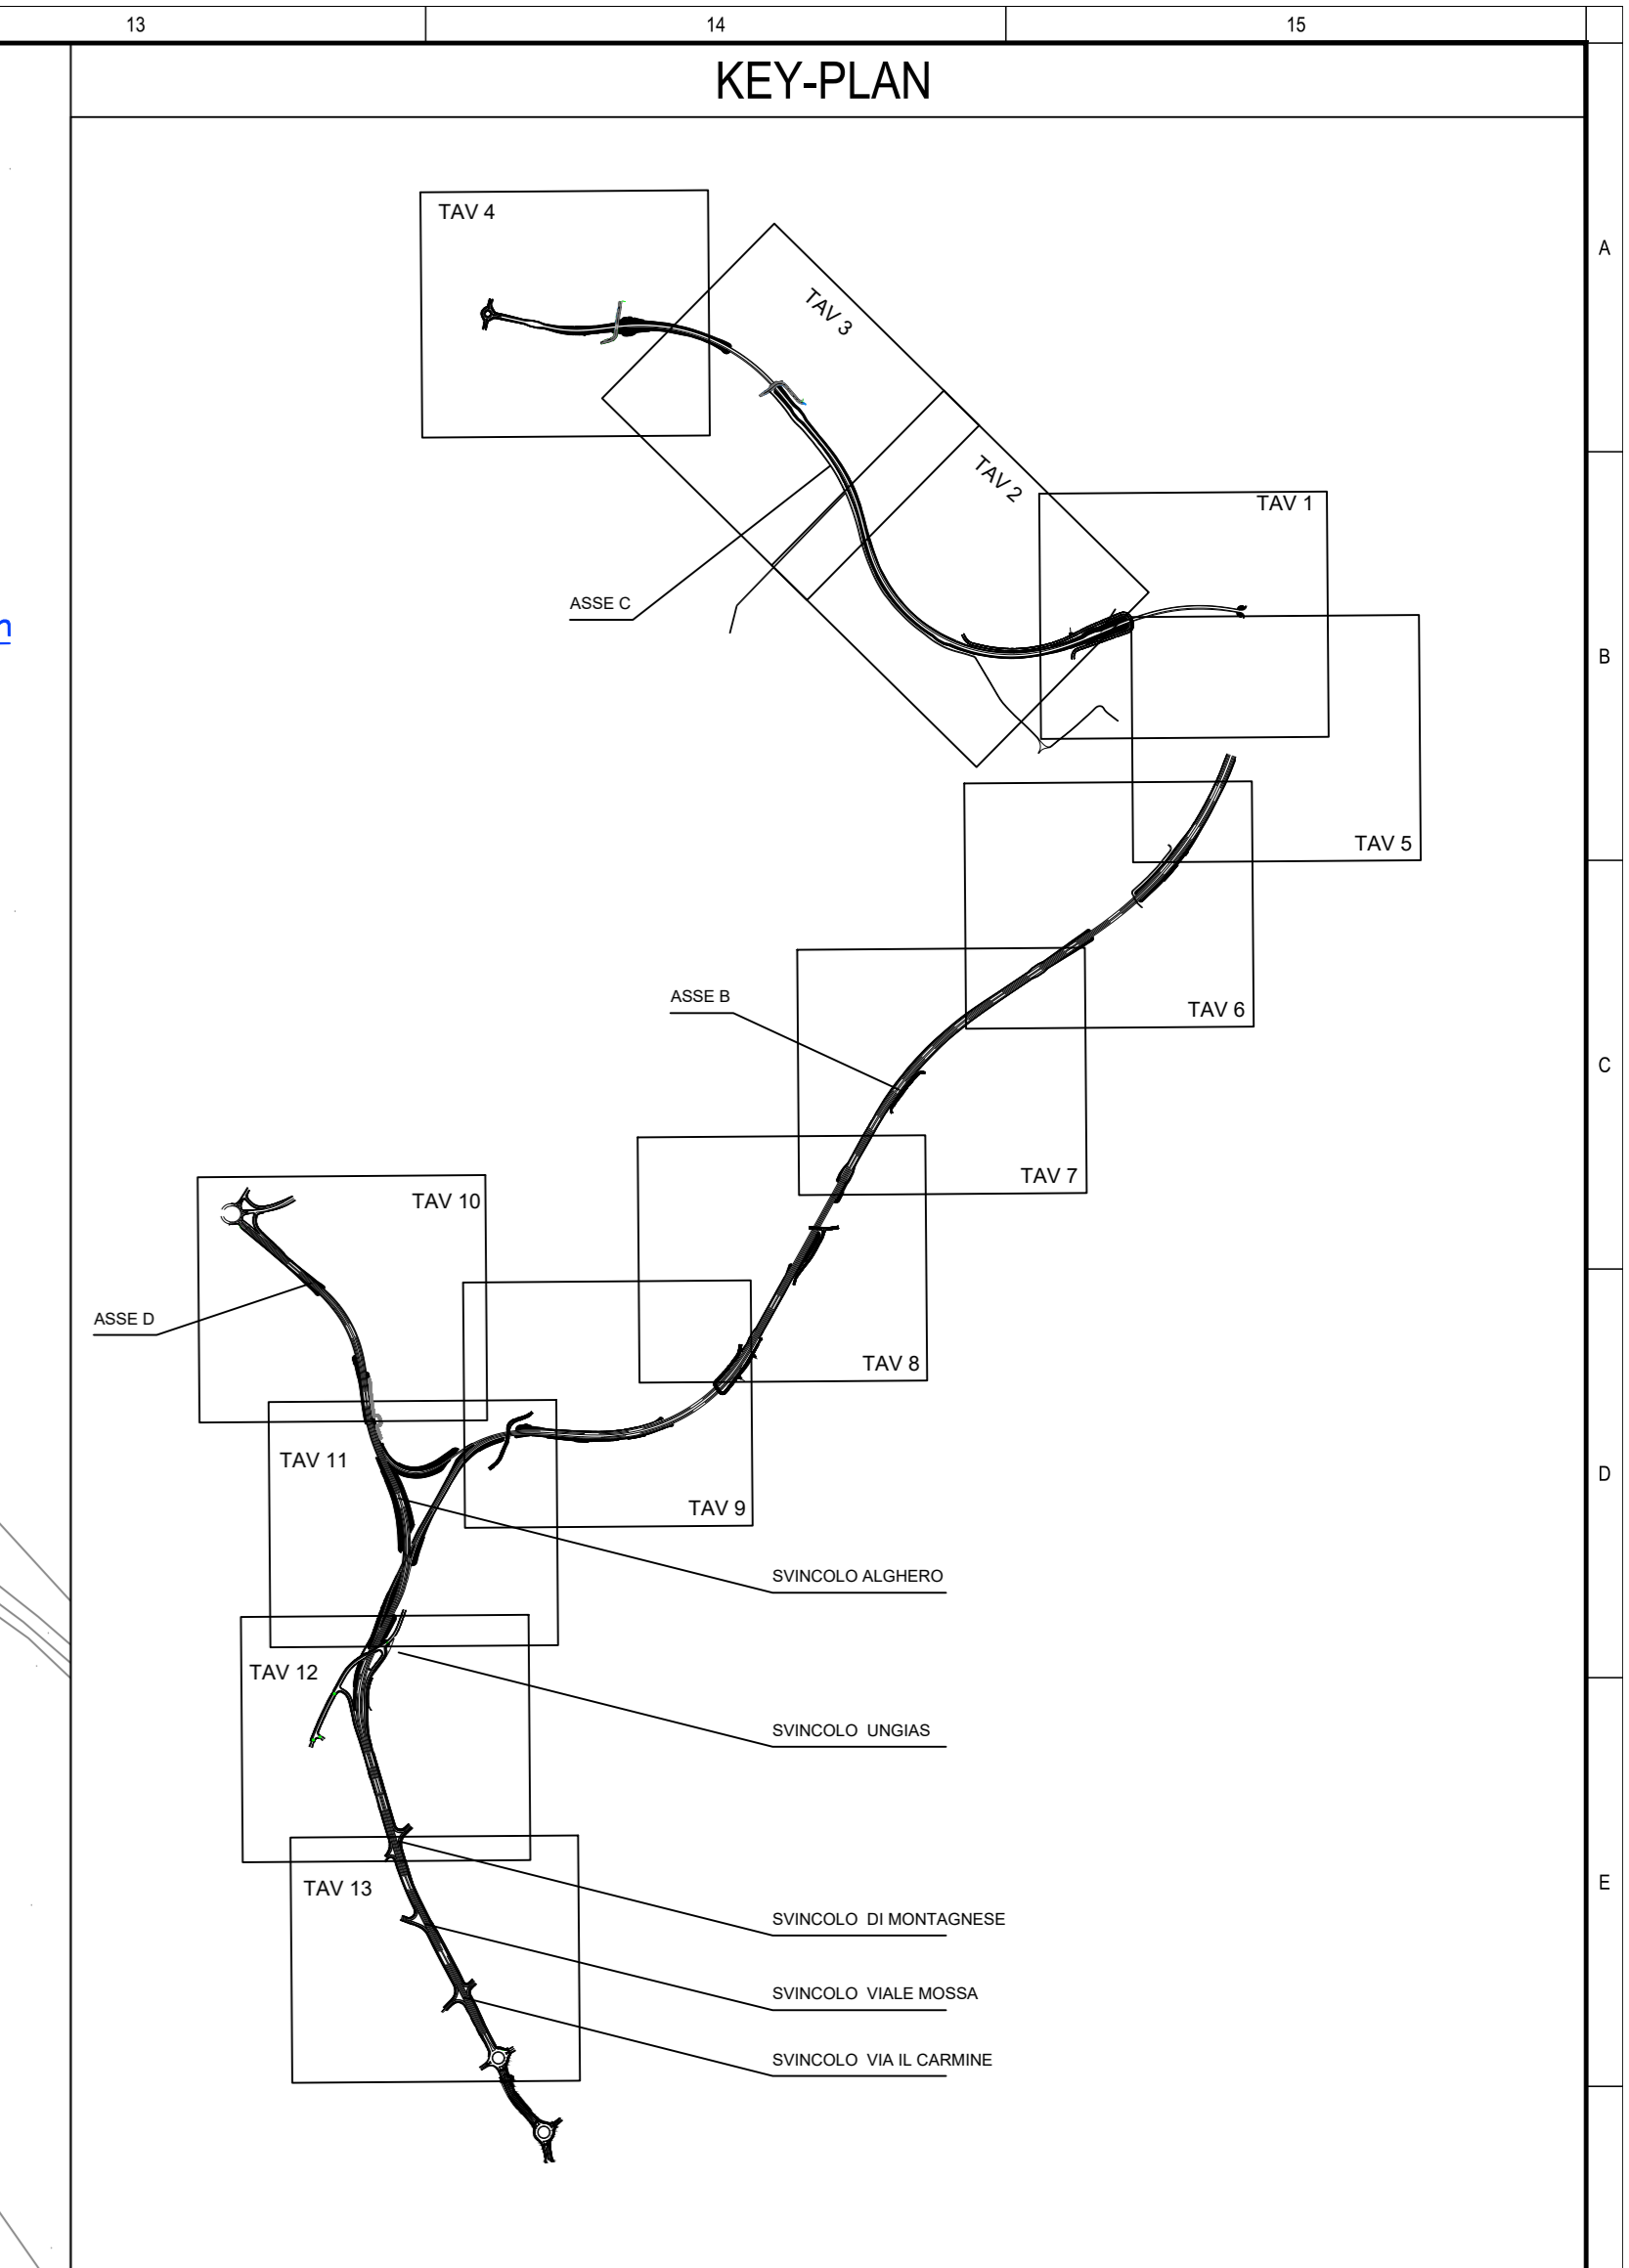 13
14
15
KEY-PLAN
A
TAV 4
TAV 3
B
TAV 2
TAV 1
ASSE C
TAV 5
C
ASSE B
TAV 6
TAV 7
TAV 10
D
ASSE D
TAV 8
TAV 11
TAV 9
SVINCOLO ALGHERO
TAV 12
SVINCOLO UNGIAS
E
TAV 13
SVINCOLO DI MONTAGNESE
SVINCOLO VIALE MOSSA
SVINCOLO VIA IL CARMINE